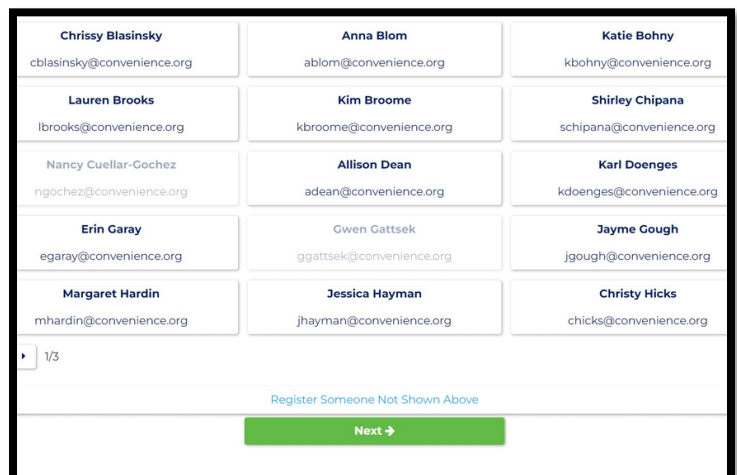 Chrissy Blasinsky
cblasinsky@convenience.org
Anna Blom
ablom@convenience.org
Katie Bohny
kbohny@convenience.org
Lauren Brooks
lbrooks@convenience.org
Kim Broome
kbroome@convenience.org
Shirley Chipana
schipana@convenience.org
Nancy Cuellar-Gochez
ngochez@convenience.org
Allison Dean
adean@convenience.org
Karl Doenges
kdoenges@convenience.org
Erin Garay
egaray@convenience.org
Gwen Gattsek
ggattsek@convenience.org
Jayme Gough
jgough@convenience.org
Margaret Hardin
mhardin@convenience.org
Jessica Hayman
jhayman@convenience.org
Christy Hicks
chicks@convenience.org
1/3
Register Someone Not Shown Above
Next →